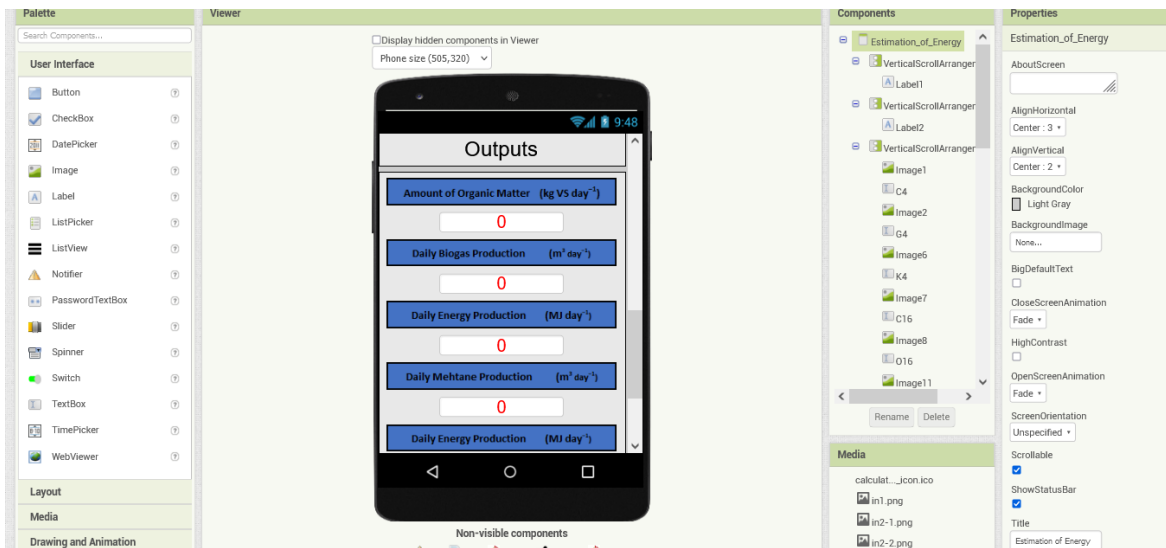 Palette
Search Components...
User Interface
Button
CheckBox
DatePicker
Image
Label
ListPicker
ListView
Notifier
PasswordTextBox
Slider
Spinner
Switch
TextBox
TimePicker
WebViewer
Layout
Media
Drawing and Animation
Viewer
Display hidden components in Viewer
Phone size (505,320)
9:48
Outputs
Amount of Organic Matter (kg VS day⁻¹)
0
Daily Biogas Production (m³ day⁻¹)
0
Daily Energy Production (MJ day⁻¹)
0
Daily Mehtane Production (m³ day⁻¹)
0
Daily Energy Production (MJ day⁻¹)
Non-visible components
Components
Estimation_of_Energy
VerticalScrollArranger
Label1
VerticalScrollArranger
Label2
VerticalScrollArranger
Image1
C4
Image2
G4
Image6
K4
Image7
C16
Image8
O16
Image11
Rename Delete
Media
calculat..._icon.ico
in1.png
in2-1.png
in2-2.png
Properties
Estimation_of_Energy
AboutScreen
AlignHorizontal
Center : 3
AlignVertical
Center : 2
BackgroundColor
Light Gray
BackgroundImage
None...
BigDefaultText
CloseScreenAnimation
Fade
HighContrast
OpenScreenAnimation
Fade
ScreenOrientation
Unspecified
Scrollable
ShowStatusBar
Title
Estimation of Energy